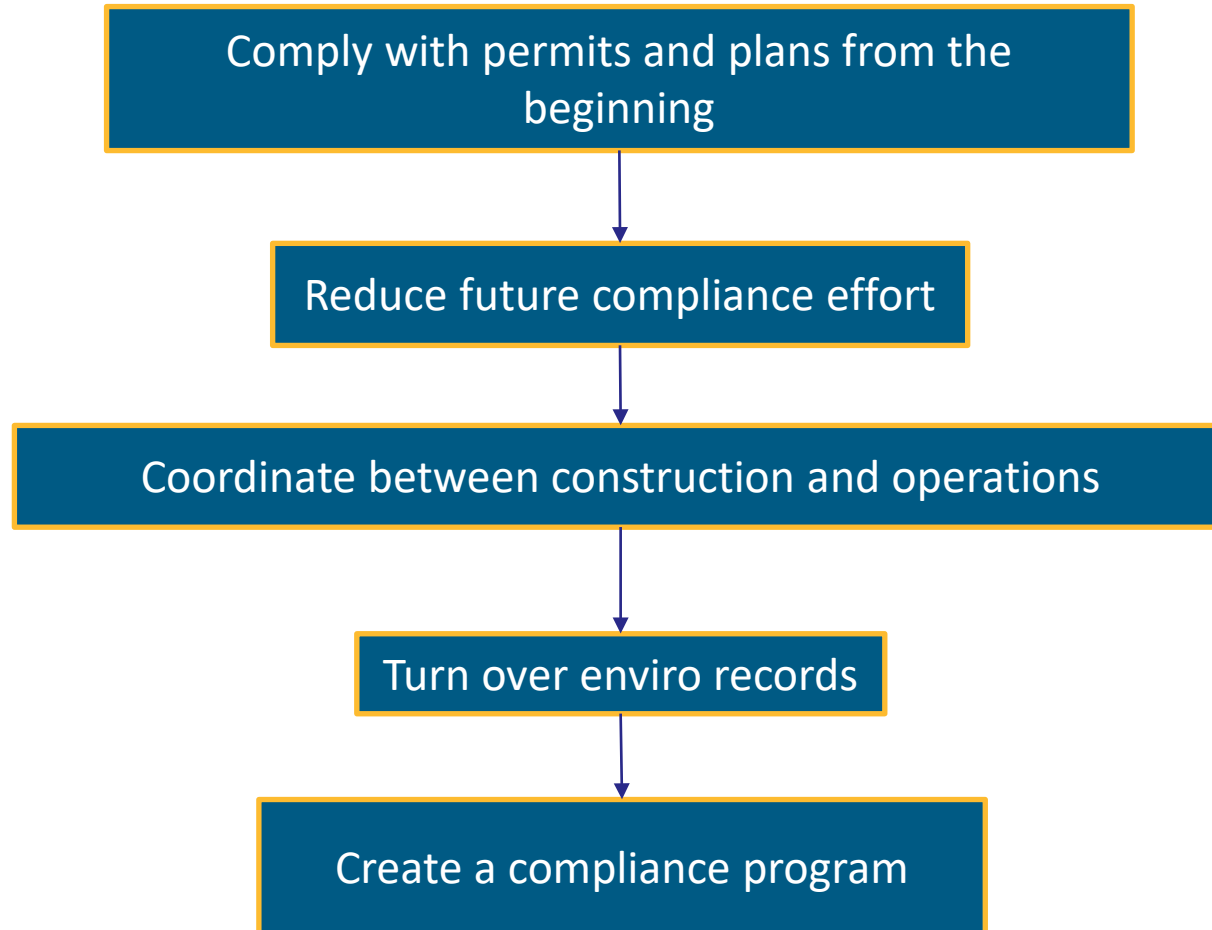 Comply with permits and plans from the
beginning
Reduce future compliance effort
Coordinate between construction and operations
Turn over enviro records
Create a compliance program